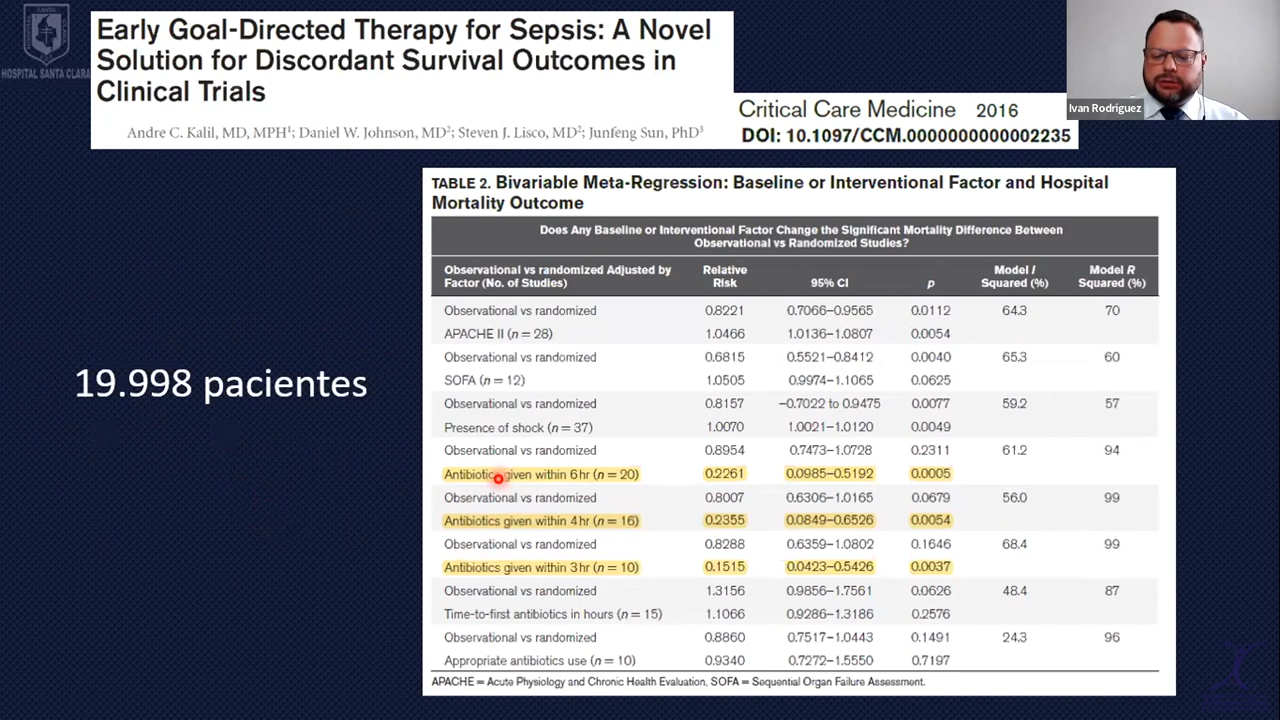 HOSPITAL SANTA CLARA
Early Goal-Directed Therapy for Sepsis: A Novel
Solution for Discordant Survival Outcomes in
Clinical Trials
Andre C. Kalil, MD, MPH1; Daniel W. Johnson, MD2; Steven J. Lisco, MD2; Junfeng Sun, PhD3
Critical Care Medicine 2016
DOI: 10.1097/CCM.0000000000002235
Ivan Rodríguez
19.998 pacientes
TABLE 2. Bivariable Meta-Regression: Baseline or Interventional Factor and Hospital
Mortality Outcome
Does Any Baseline or Interventional Factor Change the Significant Mortality Difference Between
Observational vs Randomized Studies?
Observational vs randomized Adjusted by Relative Model I Model R
Factor (No. of Studies) Risk 95% CI p Squared (%) Squared (%)
Observational vs randomized 0.8221 0.7066–0.9565 0.0112 64.3 70
APACHE II (n = 28) 1.0466 1.0136–1.0807 0.0054
Observational vs randomized 0.6815 0.5521–0.8412 0.0040 65.3 60
SOFA (n = 12) 1.0505 0.9974–1.1065 0.0625
Observational vs randomized 0.8157 −0.7022 to 0.9475 0.0077 59.2 57
Presence of shock (n = 37) 1.0070 1.0021–1.0120 0.0049
Observational vs randomized 0.8954 0.7473–1.0728 0.2311 61.2 94
Antibiotics given within 6 hr (n = 20) 0.2261 0.0985–0.5192 0.0005
Observational vs randomized 0.8007 0.6306–1.0165 0.0679 56.0 99
Antibiotics given within 4 hr (n = 16) 0.2355 0.0849–0.6526 0.0054
Observational vs randomized 0.8288 0.6359–1.0802 0.1646 68.4 99
Antibiotics given within 3 hr (n = 10) 0.1515 0.0423–0.5426 0.0037
Observational vs randomized 1.3156 0.9856–1.7561 0.0626 48.4 87
Time-to-first antibiotics in hours (n = 15) 1.1066 0.9286–1.3186 0.2576
Observational vs randomized 0.8860 0.7517–1.0443 0.1491 24.3 96
Appropriate antibiotics use (n = 10) 0.9340 0.7272–1.5550 0.7197
APACHE = Acute Physiology and Chronic Health Evaluation, SOFA = Sequential Organ Failure Assessment.